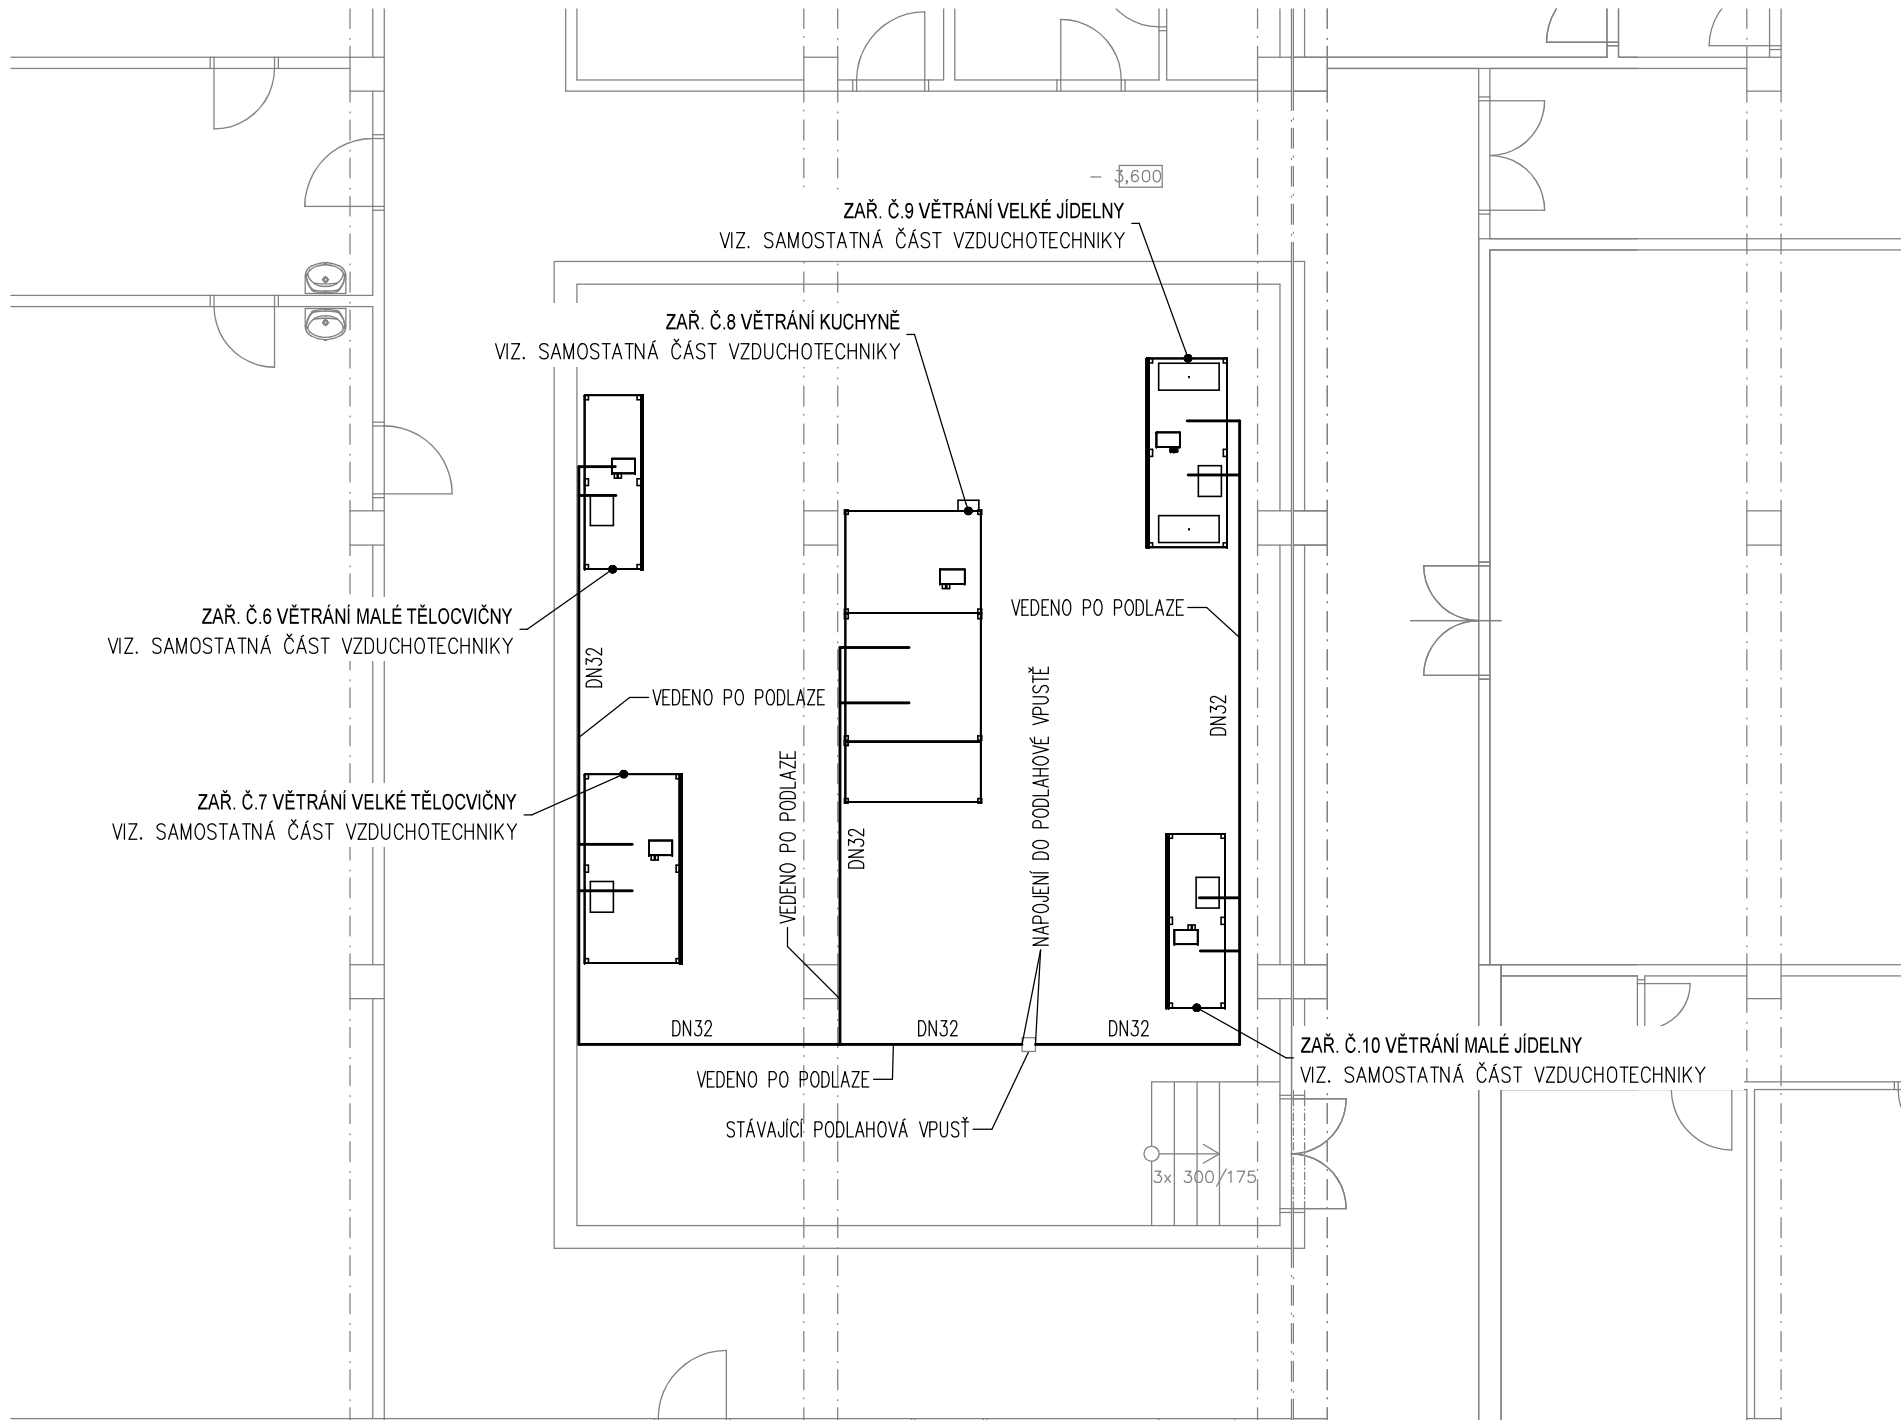 - 3,600
ZAŘ. Č.9 VĚTRÁNÍ VELKÉ JÍDELNY
VIZ. SAMOSTATNÁ ČÁST VZDUCHOTECHNIKY
ZAŘ. Č.8 VĚTRÁNÍ KUCHYNĚ
VIZ. SAMOSTATNÁ ČÁST VZDUCHOTECHNIKY
ZAŘ. Č.6 VĚTRÁNÍ MALÉ TĚLOCVIČNY
VIZ. SAMOSTATNÁ ČÁST VZDUCHOTECHNIKY
VEDENO PO PODLAZE
DN32
VEDENO PO PODLAZE
DN32
NAPOJENÍ DO PODLAHOVÉ VPUSTĚ
VEDENO PO PODLAZE
DN32
ZAŘ. Č.7 VĚTRÁNÍ VELKÉ TĚLOCVIČNY
VIZ. SAMOSTATNÁ ČÁST VZDUCHOTECHNIKY
DN32
DN32
DN32
ZAŘ. Č.10 VĚTRÁNÍ MALÉ JÍDELNY
VIZ. SAMOSTATNÁ ČÁST VZDUCHOTECHNIKY
VEDENO PO PODLAZE
STÁVAJÍCÍ PODLAHOVÁ VPUSŤ
3x 300/175